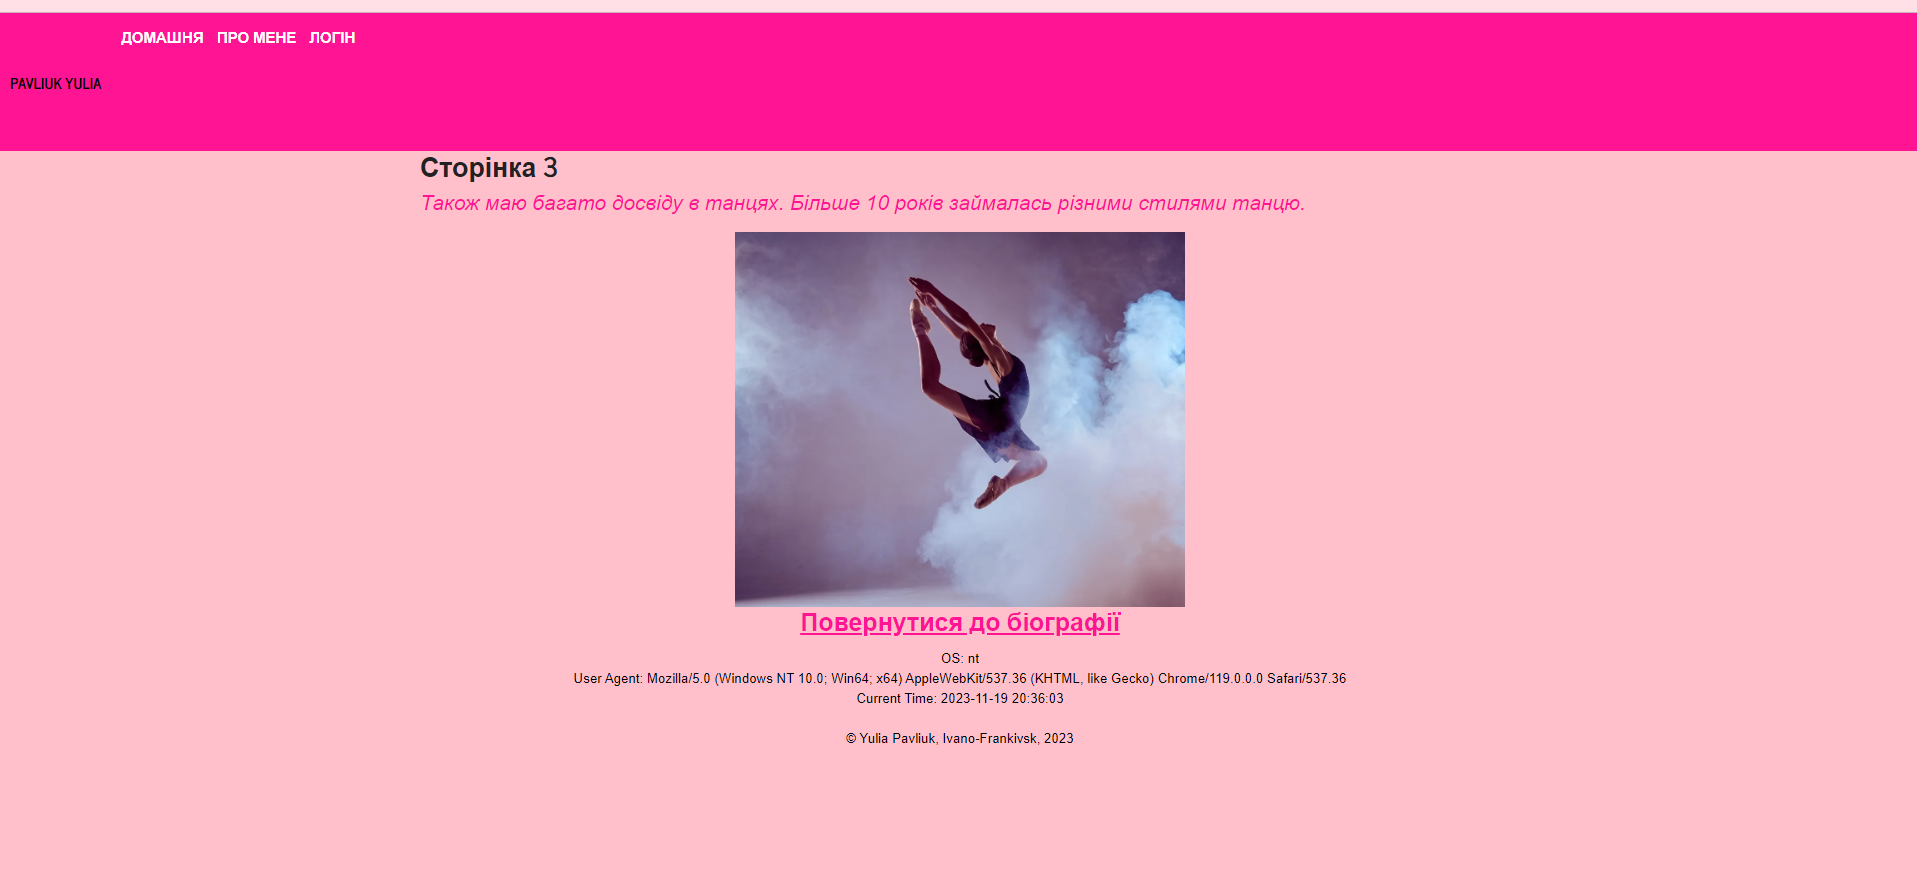 ДОМАШНЯ ПРО МЕНЕ ЛОГІН
PAVLIUK YULIA
Сторінка 3
Також маю багато досвіду в танцях. Більше 10 років займалась різними стилями танцю.
Повернутися до біографії
OS: nt
User Agent: Mozilla/5.0 (Windows NT 10.0; Win64; x64) AppleWebKit/537.36 (KHTML, like Gecko) Chrome/119.0.0.0 Safari/537.36
Current Time: 2023-11-19 20:36:03
© Yulia Pavliuk, Ivano-Frankivsk, 2023